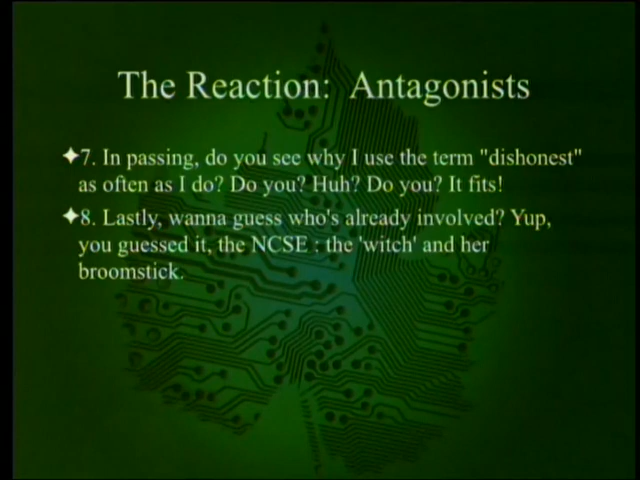 The Reaction: Antagonists
✦7. In passing, do you see why I use the term "dishonest"
as often as I do? Do you? Huh? Do you? It fits!
✦8. Lastly, wanna guess who's already involved? Yup,
you guessed it, the NCSE : the 'witch' and her
broomstick.